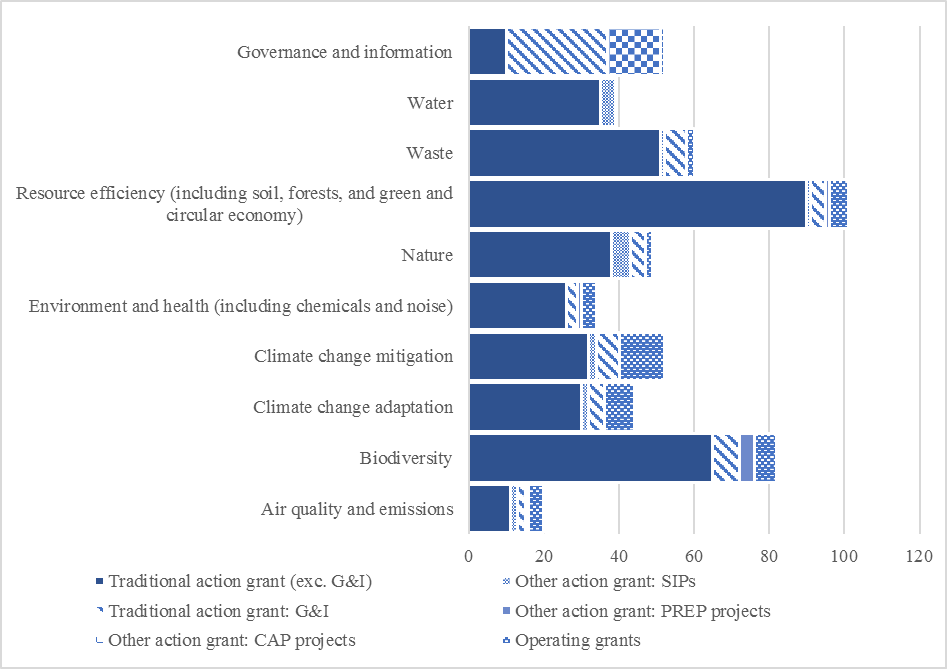 Governance and information
Water
Waste
Resource efficiency (including soil, forests, and green and
circular economy)
Nature
Environment and health (including chemicals and noise)
Climate change mitigation
Climate change adaptation
Biodiversity
Air quality and emissions
0 20 40 60 80 100 120
Traditional action grant (exc. G&I) Other action grant: SIPs
Traditional action grant: G&I Other action grant: PREP projects
Other action grant: CAP projects Operating grants